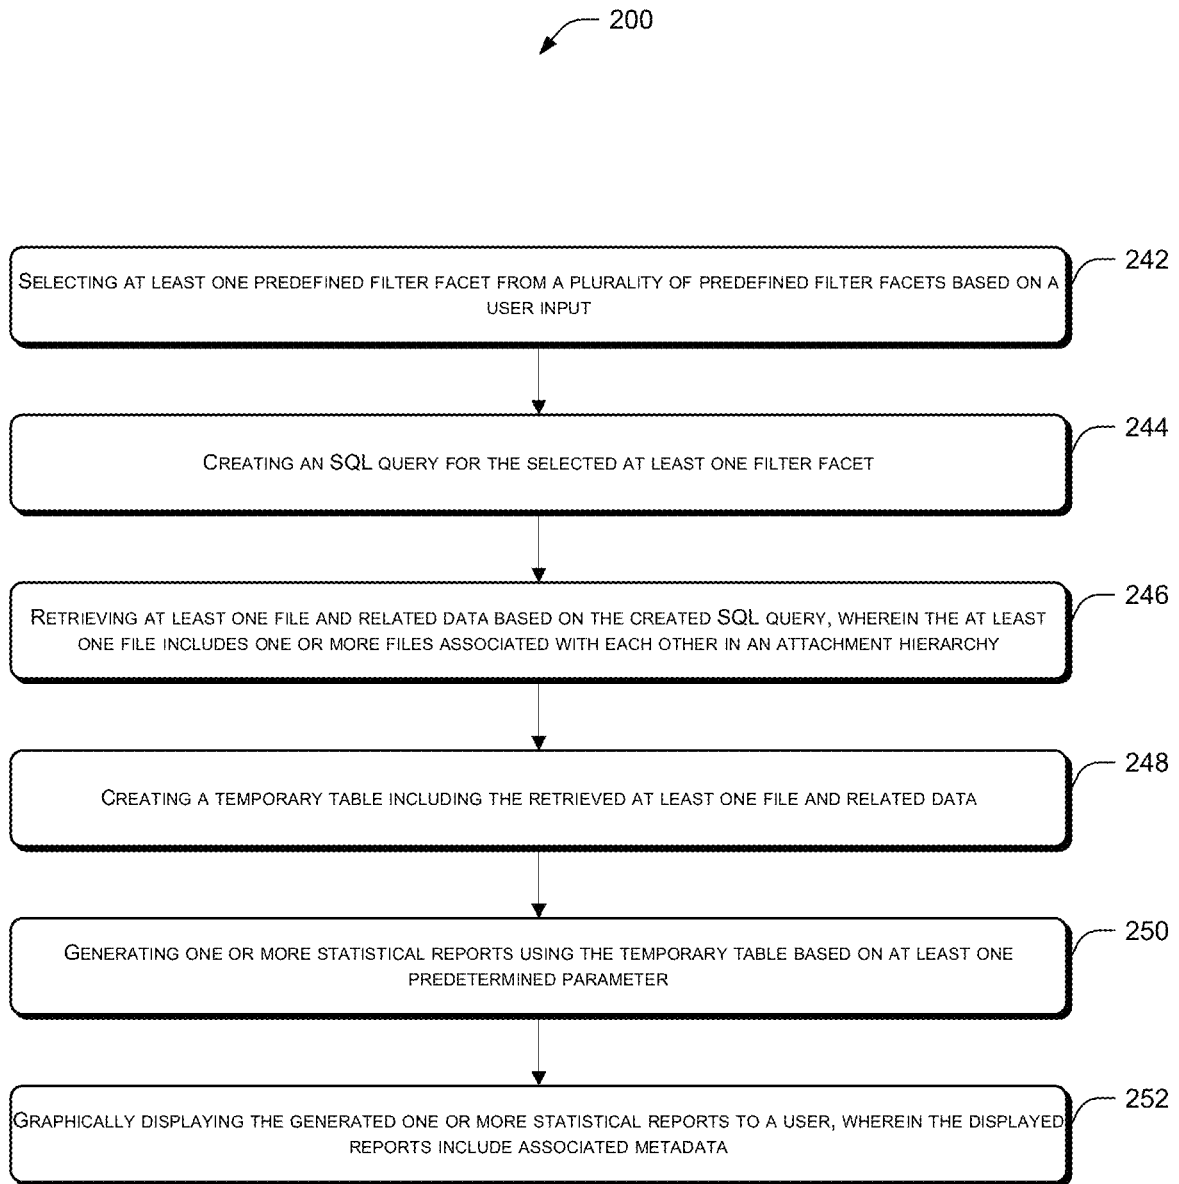 200
SELECTING AT LEAST ONE PREDEFINED FILTER FACET FROM A PLURALITY OF PREDEFINED FILTER FACETS BASED ON A
USER INPUT
242
CREATING AN SQL QUERY FOR THE SELECTED AT LEAST ONE FILTER FACET
244
RETRIEVING AT LEAST ONE FILE AND RELATED DATA BASED ON THE CREATED SQL QUERY, WHEREIN THE AT LEAST
ONE FILE INCLUDES ONE OR MORE FILES ASSOCIATED WITH EACH OTHER IN AN ATTACHMENT HIERARCHY
246
CREATING A TEMPORARY TABLE INCLUDING THE RETRIEVED AT LEAST ONE FILE AND RELATED DATA
248
GENERATING ONE OR MORE STATISTICAL REPORTS USING THE TEMPORARY TABLE BASED ON AT LEAST ONE
PREDETERMINED PARAMETER
250
GRAPHICALLY DISPLAYING THE GENERATED ONE OR MORE STATISTICAL REPORTS TO A USER, WHEREIN THE DISPLAYED
REPORTS INCLUDE ASSOCIATED METADATA
252